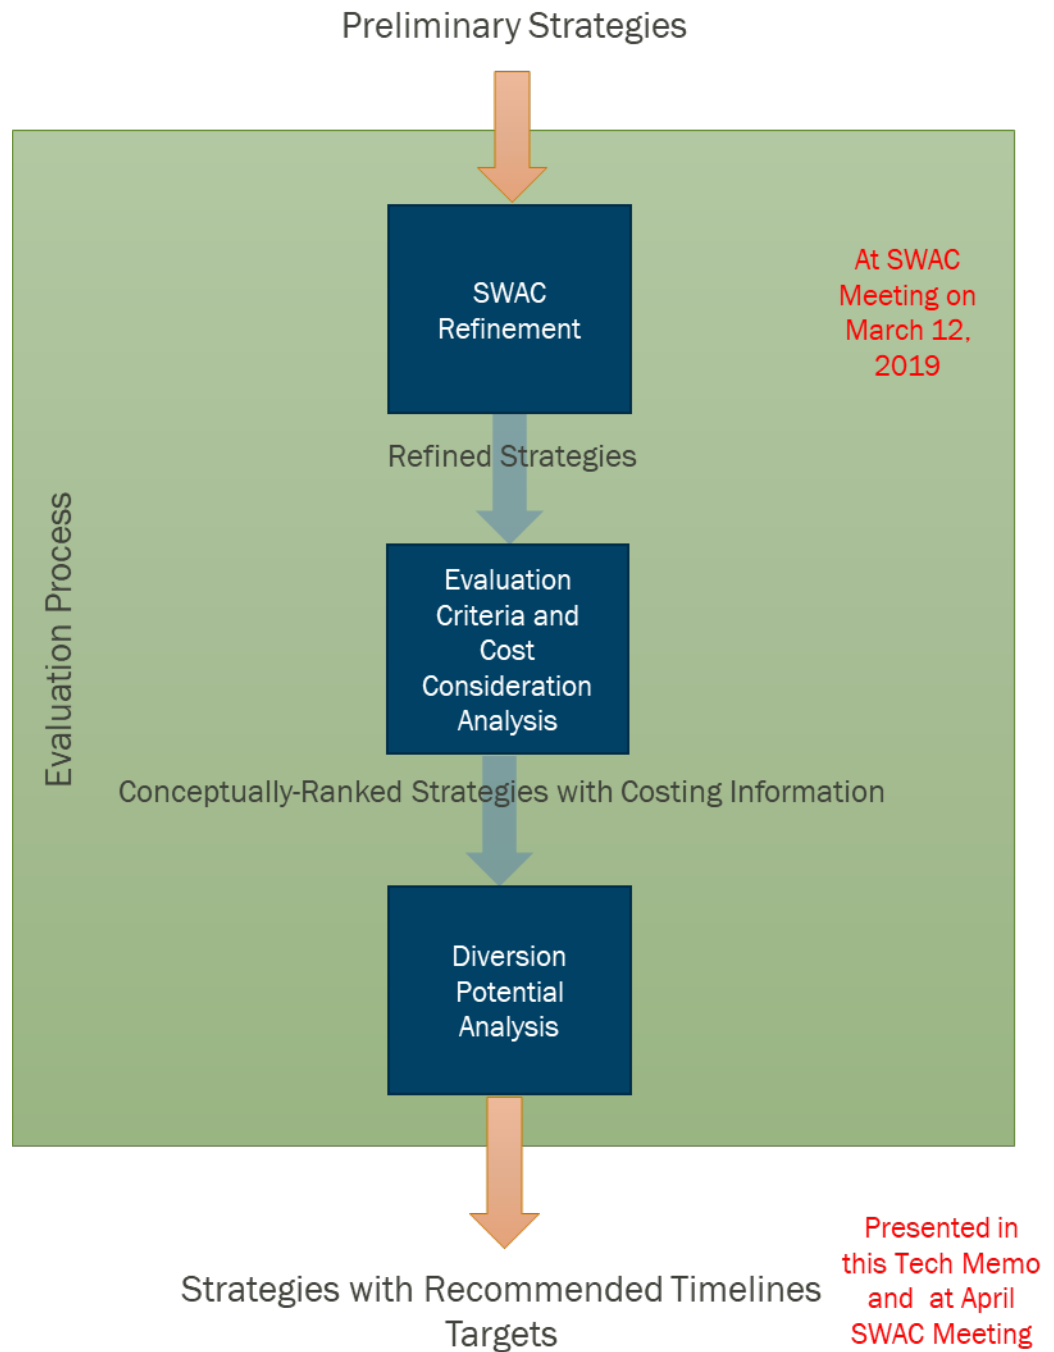 Preliminary Strategies
SWAC
Refinement
At SWAC
Meeting on
March 12,
2019
Refined Strategies
Evaluation Process
Evaluation
Criteria and
Cost
Consideration
Analysis
Conceptually-Ranked Strategies with Costing Information
Diversion
Potential
Analysis
Strategies with Recommended Timelines
Targets
Presented in
this Tech Memo
and at April
SWAC Meeting